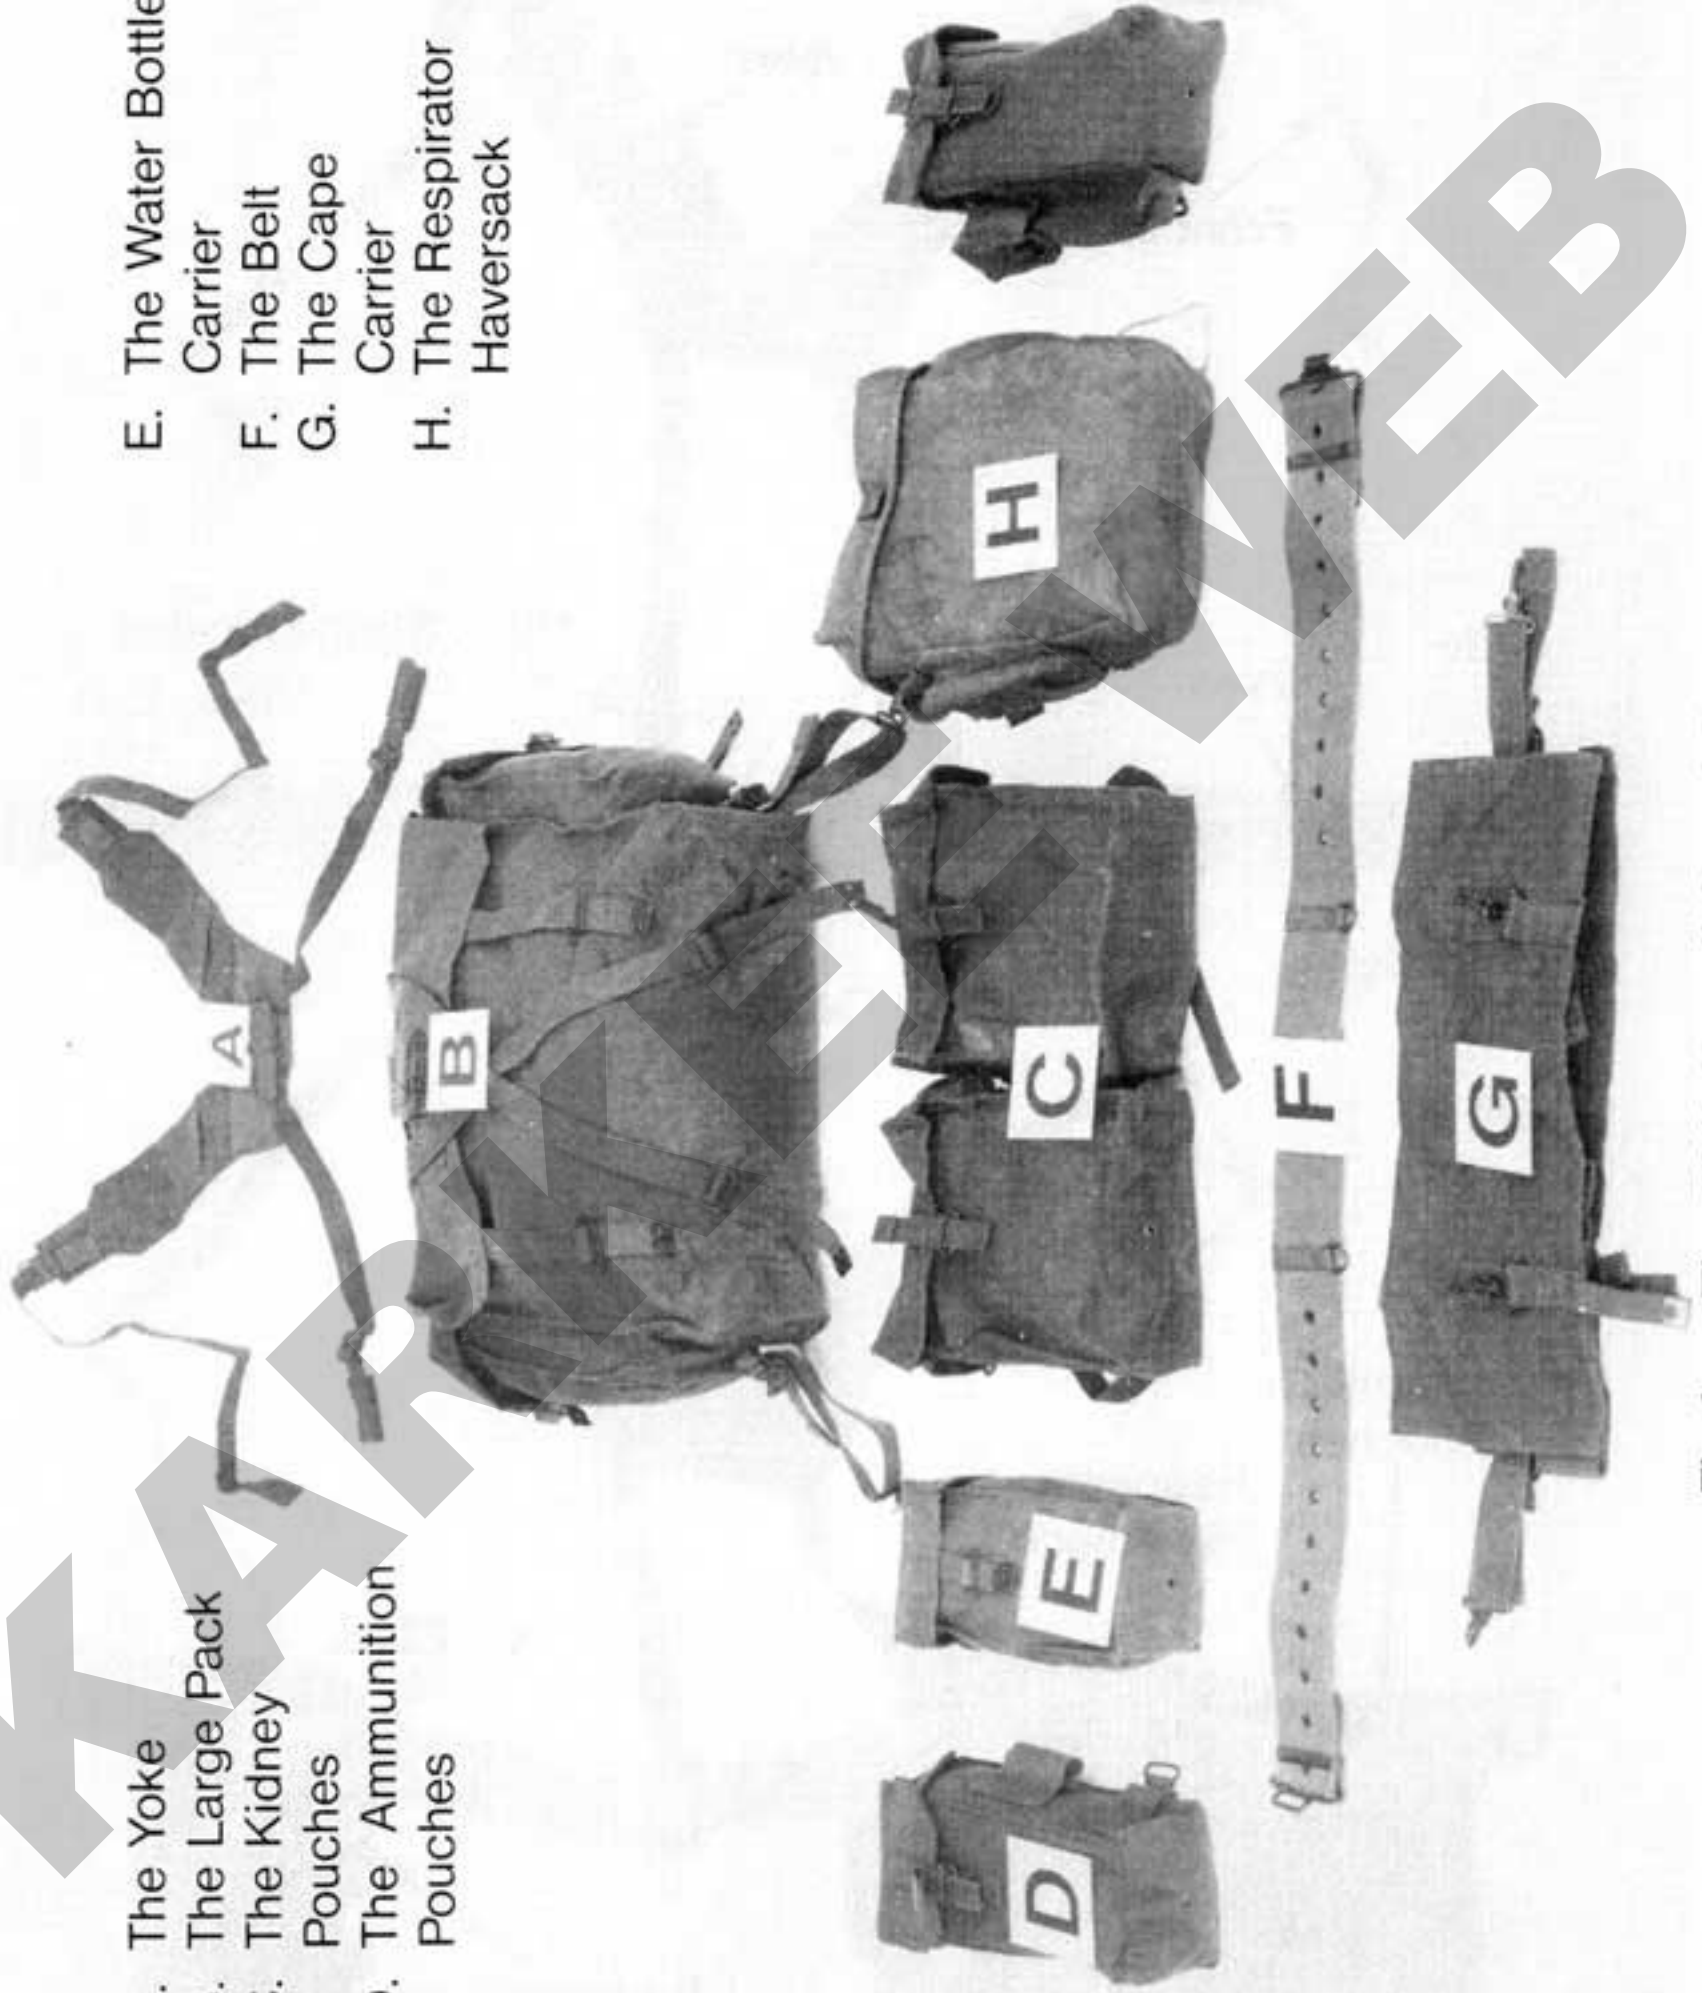 The Yoke
The Large Pack
The Kidney
Pouches
The Ammunition
Pouches
E. The Water Bottle
Carrier
F. The Belt
G. The Cape
Carrier
H. The Respirator
Haversack
A
B
C
D
E
F
G
H
KARKEE WEB